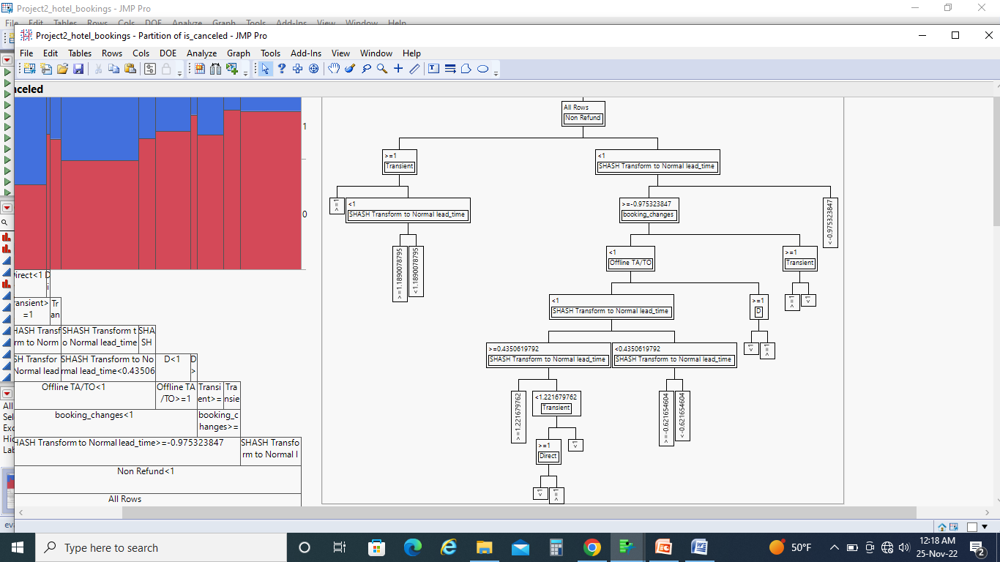 Project2_hotel_bookings - JMP Pro
File Edit Tables Rows Cols DOE Analyze Graph Tools Add-Ins View Window Help
Project2_hotel_bookings - Partition of is_canceled - JMP Pro
File Edit Tables Rows Cols DOE Analyze Graph Tools Add-Ins View Window Help
nceled
1
0
Direct<1 D
i
ransient> Tr
=1 an
HASH Transf SHASH Transform t SHA
rm to Norm o Normal lead_time SH
SH Transfor SHASH Transform to No D<1 D
Normal lead rmal lead_time<0.43506 >
Offline TA/TO<1 Offline TA Transi Tra
/TO>=1 ent>= nsie
booking_changes<1 booking_c
hanges>=
HASH Transform to Normal lead_time>=-0.975323847 SHASH Transfo
rm to Normal l
Non Refund<1
All Rows
All Rows
Non Refund
>=1
Transient
<1
SHASH Transform to Normal lead_time
>=1
<1
SHASH Transform to Normal lead_time
>=-0.975323847
booking_changes
<-0.975323847
>=1.1890078795
<1.1890078795
<1
Offline TA/TO
>=1
Transient
<1
SHASH Transform to Normal lead_time
>=1
D
>=1
<1
>=0.4350619792
SHASH Transform to Normal lead_time
<0.4350619792
SHASH Transform to Normal lead_time
<1
>=1
>=1.221679762
<1.221679762
Transient
>=-0.621654604
<-0.621654604
>=1
Direct
<1
<1
>=1
All
Sel
Exc
Hic
Lab
ev
Type here to search
50°F
12:18 AM
25-Nov-22
2